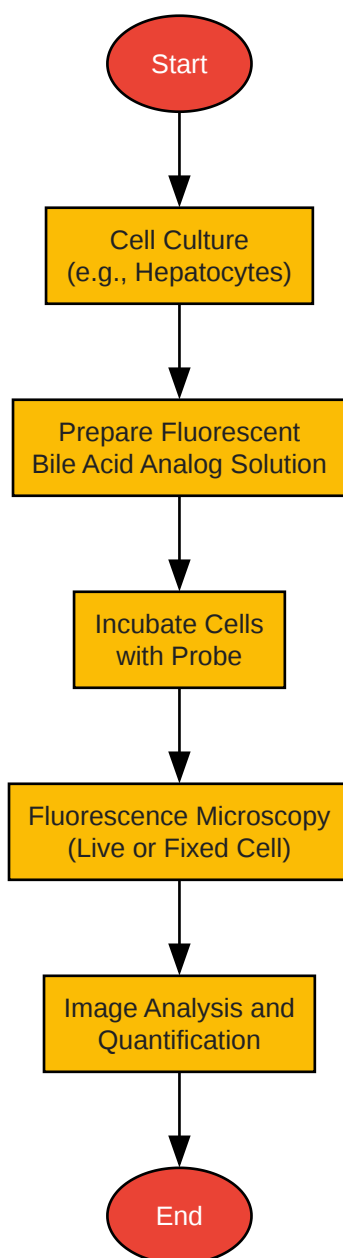 Start
Cell Culture
(e.g., Hepatocytes)
Prepare Fluorescent
Bile Acid Analog Solution
Incubate Cells
with Probe
Fluorescence Microscopy
(Live or Fixed Cell)
Image Analysis and
Quantification
End